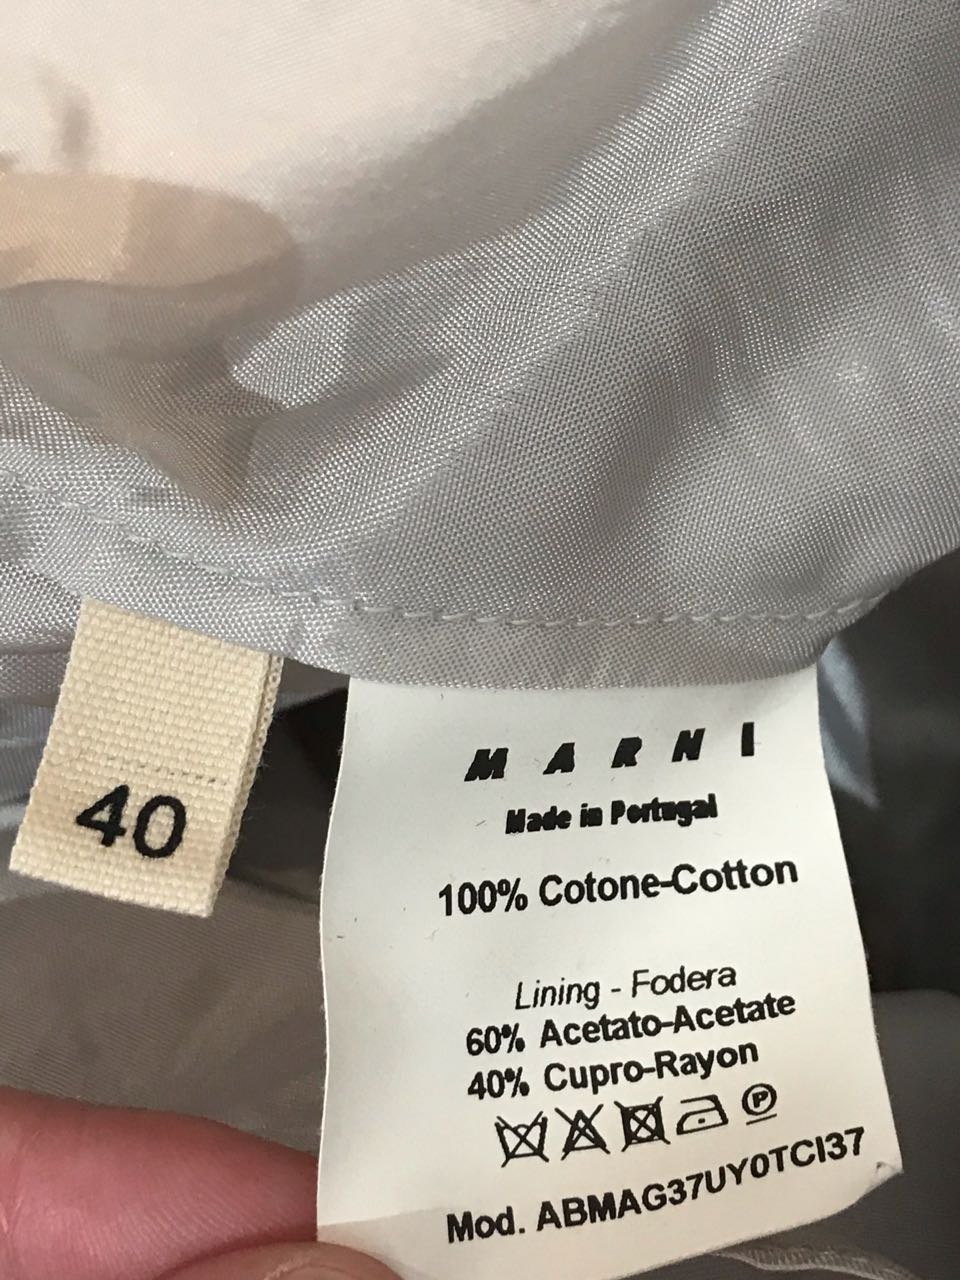 40
MARNI
Made in Portugal
100% Cotone-Cotton
Lining - Fodera
60% Acetato-Acetate
40% Cupro-Rayon
P
Mod. ABMAG37UY0TCI37